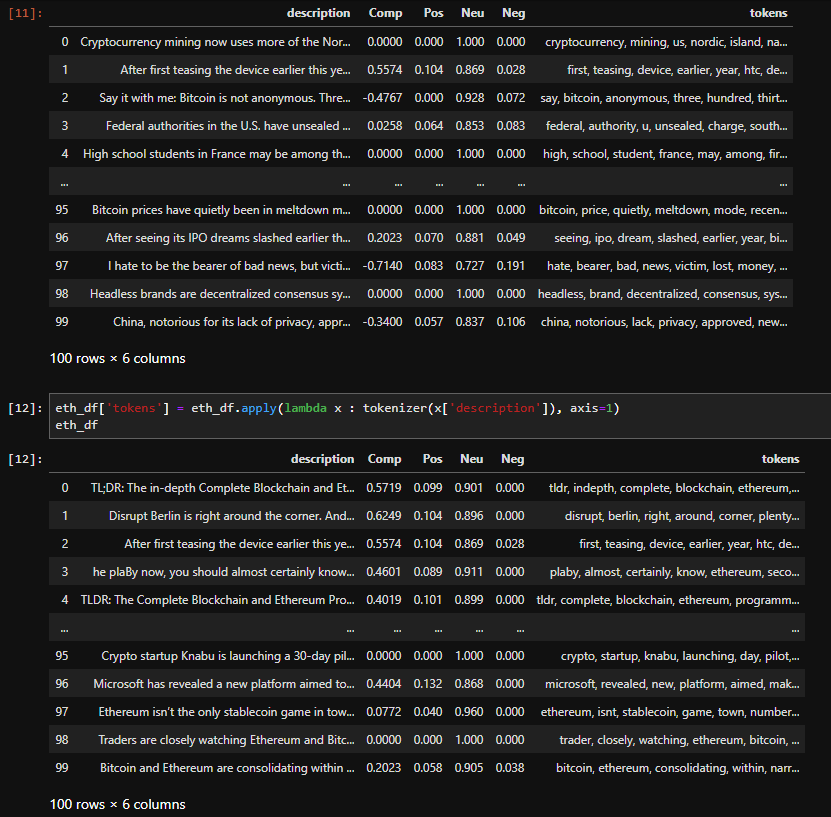 [11]:
description Comp Pos Neu Neg tokens
0 Cryptocurrency mining now uses more of the Nor... 0.0000 0.000 1.000 0.000 cryptocurrency, mining, us, nordic, island, na...
1 After first teasing the device earlier this ye... 0.5574 0.104 0.869 0.028 first, teasing, device, earlier, year, htc, de...
2 Say it with me: Bitcoin is not anonymous. Thre... -0.4767 0.000 0.928 0.072 say, bitcoin, anonymous, three, hundred, thirt...
3 Federal authorities in the U.S. have unsealed ... 0.0258 0.064 0.853 0.083 federal, authority, u, unsealed, charge, south...
4 High school students in France may be among th... 0.0000 0.000 1.000 0.000 high, school, student, france, may, among, fir...
... ... ... ... ... ... ...
95 Bitcoin prices have quietly been in meltdown m... 0.0000 0.000 1.000 0.000 bitcoin, price, quietly, meltdown, mode, recen...
96 After seeing its IPO dreams slashed earlier th... 0.2023 0.070 0.881 0.049 seeing, ipo, dream, slashed, earlier, year, bi...
97 I hate to be the bearer of bad news, but victi... -0.7140 0.083 0.727 0.191 hate, bearer, bad, news, victim, lost, money, ...
98 Headless brands are decentralized consensus sy... 0.0000 0.000 1.000 0.000 headless, brand, decentralized, consensus, sys...
99 China, notorious for its lack of privacy, appr... -0.3400 0.057 0.837 0.106 china, notorious, lack, privacy, approved, new...
100 rows × 6 columns
[12]: eth_df['tokens'] = eth_df.apply(lambda x : tokenizer(x['description']), axis=1)
eth_df
[12]:
description Comp Pos Neu Neg tokens
0 TL;DR: The in-depth Complete Blockchain and Et... 0.5719 0.099 0.901 0.000 tldr, indepth, complete, blockchain, ethereum,...
1 Disrupt Berlin is right around the corner. And... 0.6249 0.104 0.896 0.000 disrupt, berlin, right, around, corner, plenty...
2 After first teasing the device earlier this ye... 0.5574 0.104 0.869 0.028 first, teasing, device, earlier, year, htc, de...
3 he plaBy now, you should almost certainly know... 0.4601 0.089 0.911 0.000 plaby, almost, certainly, know, ethereum, seco...
4 TLDR: The Complete Blockchain and Ethereum Pro... 0.4019 0.101 0.899 0.000 tldr, complete, blockchain, ethereum, programm...
... ... ... ... ... ... ...
95 Crypto startup Knabu is launching a 30-day pil... 0.0000 0.000 1.000 0.000 crypto, startup, knabu, launching, day, pilot,...
96 Microsoft has revealed a new platform aimed to... 0.4404 0.132 0.868 0.000 microsoft, revealed, new, platform, aimed, mak...
97 Ethereum isn't the only stablecoin game in tow... 0.0772 0.040 0.960 0.000 ethereum, isnt, stablecoin, game, town, number...
98 Traders are closely watching Ethereum and Bitc... 0.0000 0.000 1.000 0.000 trader, closely, watching, ethereum, bitcoin, ...
99 Bitcoin and Ethereum are consolidating within ... 0.2023 0.058 0.905 0.038 bitcoin, ethereum, consolidating, within, narr...
100 rows × 6 columns